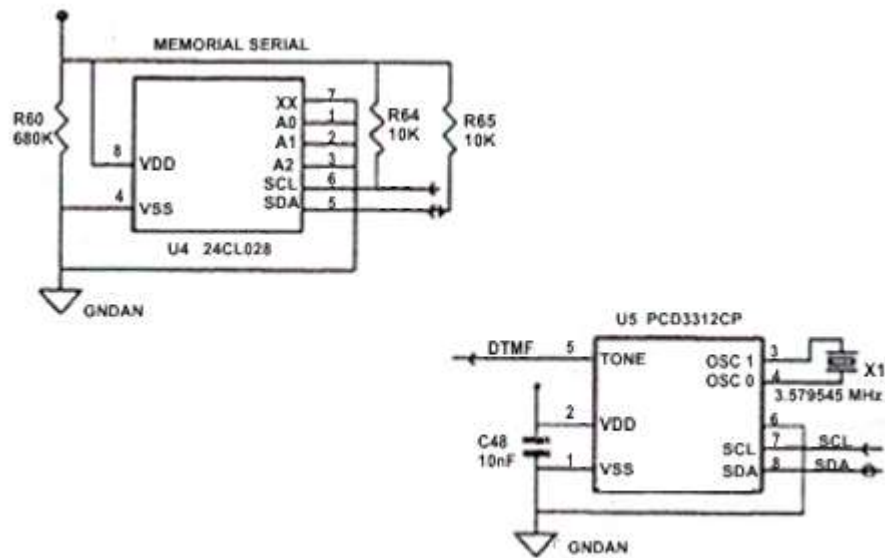 MEMORIAL SERIAL
R60
680K
R64
10K
R65
10K
XX 7
A0 1
A1 2
A2 3
SCL 6
SDA 5
8 VDD
4 VSS
U4 24CL028
GNDAN
U5 PCD3312CP
DTMF 5 TONE
OSC 1 3
OSC 0 4
X1
3.579545 MHz
2 VDD
6
C48
10nF
SCL 7 SCL
1 VSS
SDA 8 SDA
GNDAN